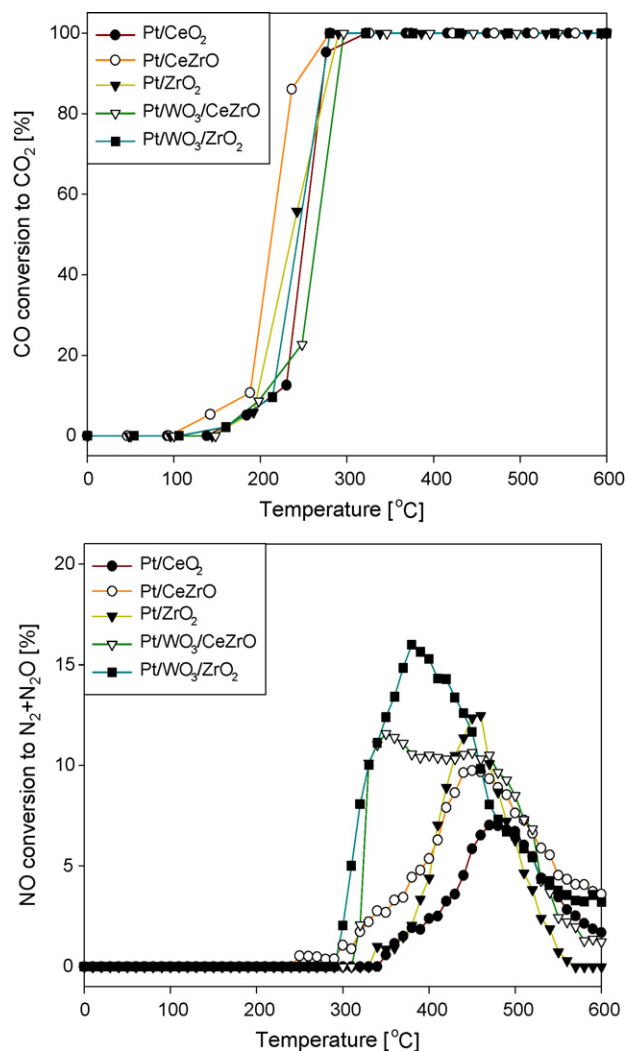 100
80
60
40
20
0
CO conversion to CO₂ [%]
Pt/CeO₂
Pt/CeZrO
Pt/ZrO₂
Pt/WO₃/CeZrO
Pt/WO₃/ZrO₂
0 100 200 300 400 500 600
Temperature [°C]
20
15
10
5
0
NO conversion to N₂+N₂O [%]
Pt/CeO₂
Pt/CeZrO
Pt/ZrO₂
Pt/WO₃/CeZrO
Pt/WO₃/ZrO₂
0 100 200 300 400 500 600
Temperature [°C]